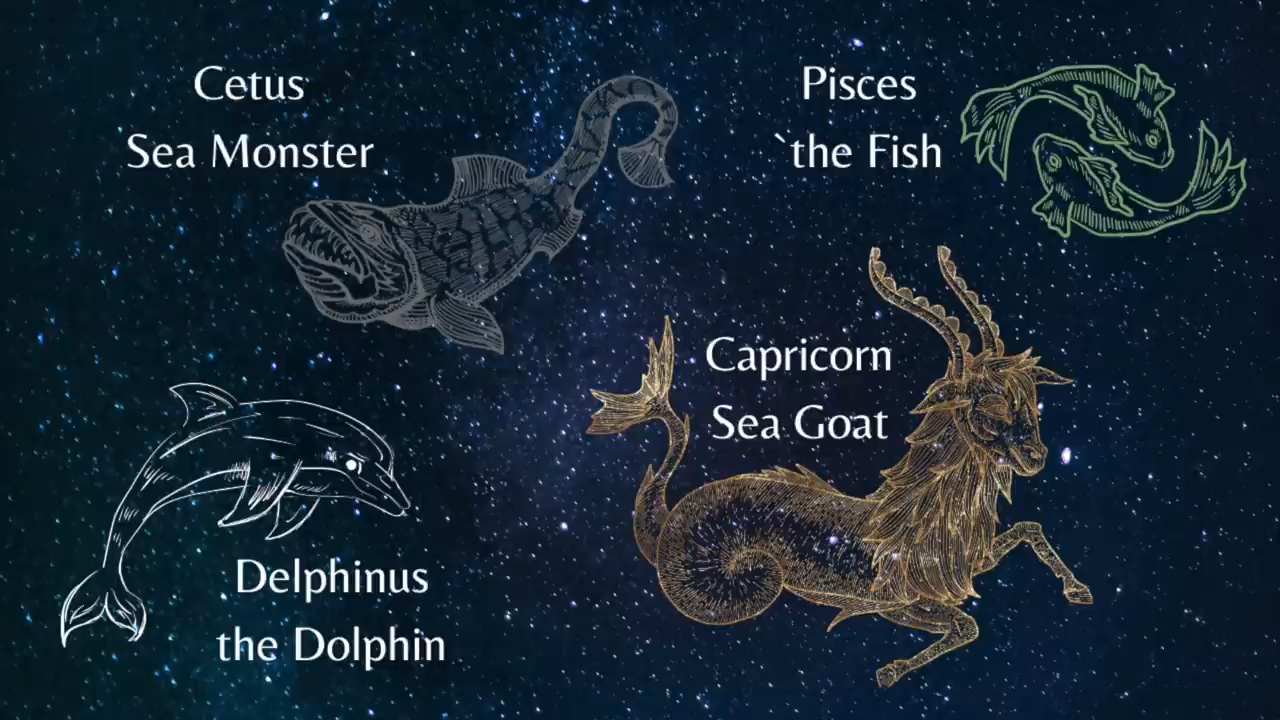 Cetus
Sea Monster
Pisces
`the Fish
Capricorn
Sea Goat
Delphinus
the Dolphin